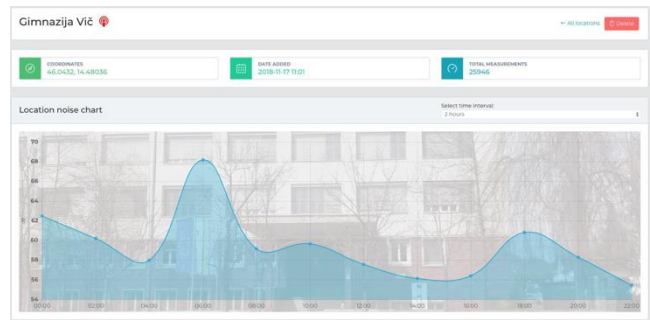 Gimnazija Vič
← All locations
Delete
COORDINATES
46.0432, 14.48036
DATE ADDED
2018-11-17 11:01
TOTAL MEASUREMENTS
25946
Location noise chart
Select time interval:
2 hours
70
68
66
64
62
60
58
56
54
00:00 02:00 04:00 06:00 08:00 10:00 12:00 14:00 16:00 18:00 20:00 22:00